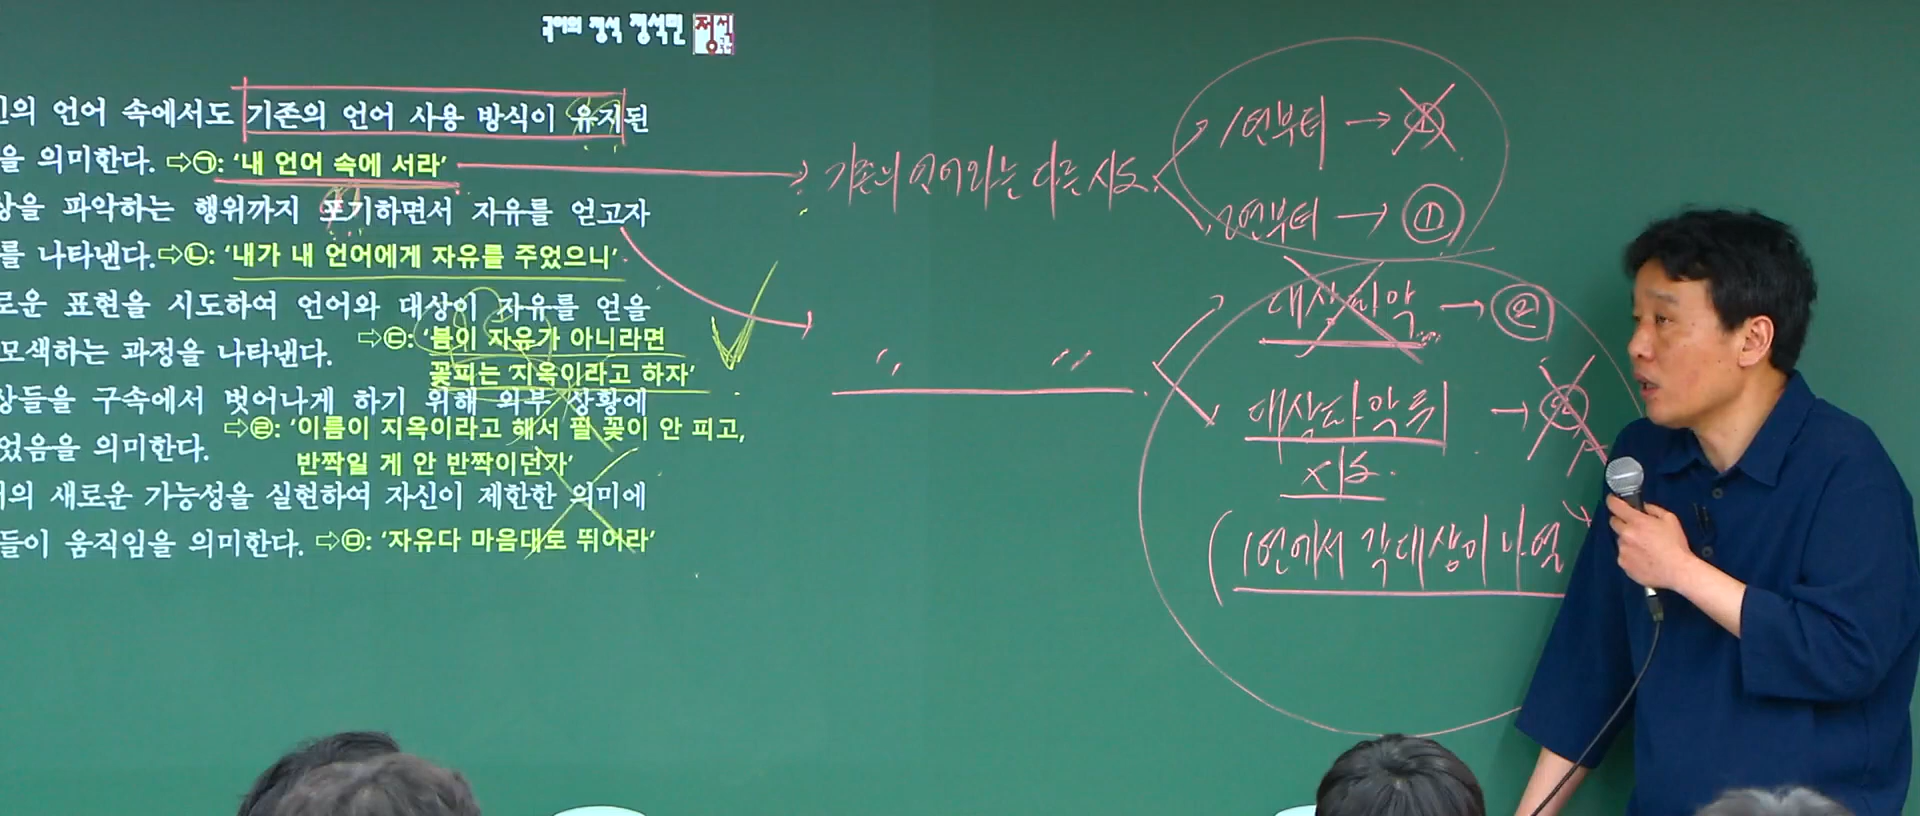 국어의 정석 정석민
의 언어 속에서도 기존의 언어 사용 방식이 유지된
을 의미한다. ⇨㉠: ‘내 언어 속에 서라’
상을 파악하는 행위까지 포기하면서 자유를 얻고자
를 나타낸다.⇨㉡: ‘내가 내 언어에게 자유를 주었으니’
로운 표현을 시도하여 언어와 대상이 자유를 얻을
모색하는 과정을 나타낸다. ⇨㉢: ‘봄이 자유가 아니라면
꽃피는 지옥이라고 하자’
상들을 구속에서 벗어나게 하기 위해 외부 상황에
었음을 의미한다. ⇨㉣: ‘이름이 지옥이라고 해서 필 꽃이 안 피고,
반짝일 게 안 반짝이던가’
의 새로운 가능성을 실현하여 자신이 제한한 의미에
들이 움직임을 의미한다. ⇨㉤: ‘자유다 마음대로 뛰어라’
기존의 언어와는 다른 시도
1연부터 → ①
2연부터 → ①
〃 〃
대상파악 → ②
대상파악 후 → ②
시도.
(1연에서 각 대상이 나열